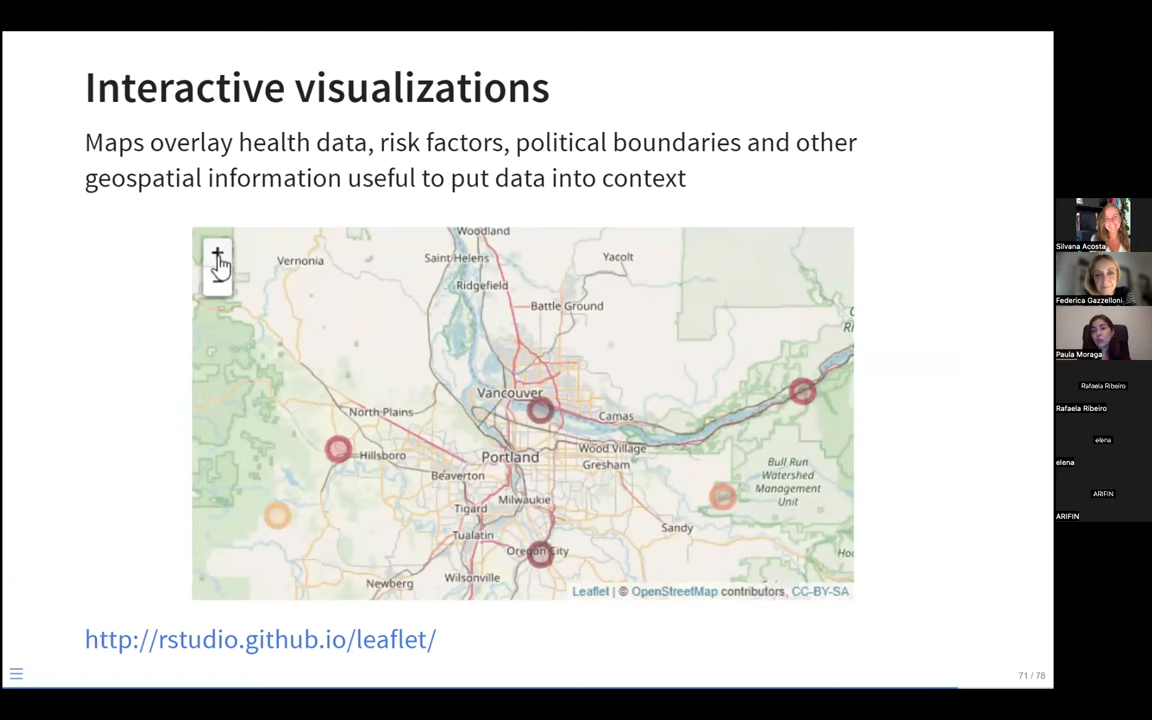 Interactive visualizations
Maps overlay health data, risk factors, political boundaries and other
geospatial information useful to put data into context
+
Woodland
Vernonia
Saint Helens
Yacolt
Ridgefield
Battle Ground
Vancouver
North Plains
Camas
Hillsboro
Portland
Wood Village
Gresham
Beaverton
Bull Run
Watershed
Management
Unit
Milwaukie
Tigard
Sandy
Tualatin
Oregon City
Newberg
Wilsonville
Leaflet | © OpenStreetMap contributors, CC-BY-SA
http://rstudio.github.io/leaflet/
71 / 78
Silvana Acosta
Federica Gazzelloni
Paula Moraga
Rafaela Ribeiro
Rafaela Ribeiro
elena
elena
ARIFIN
ARIFIN